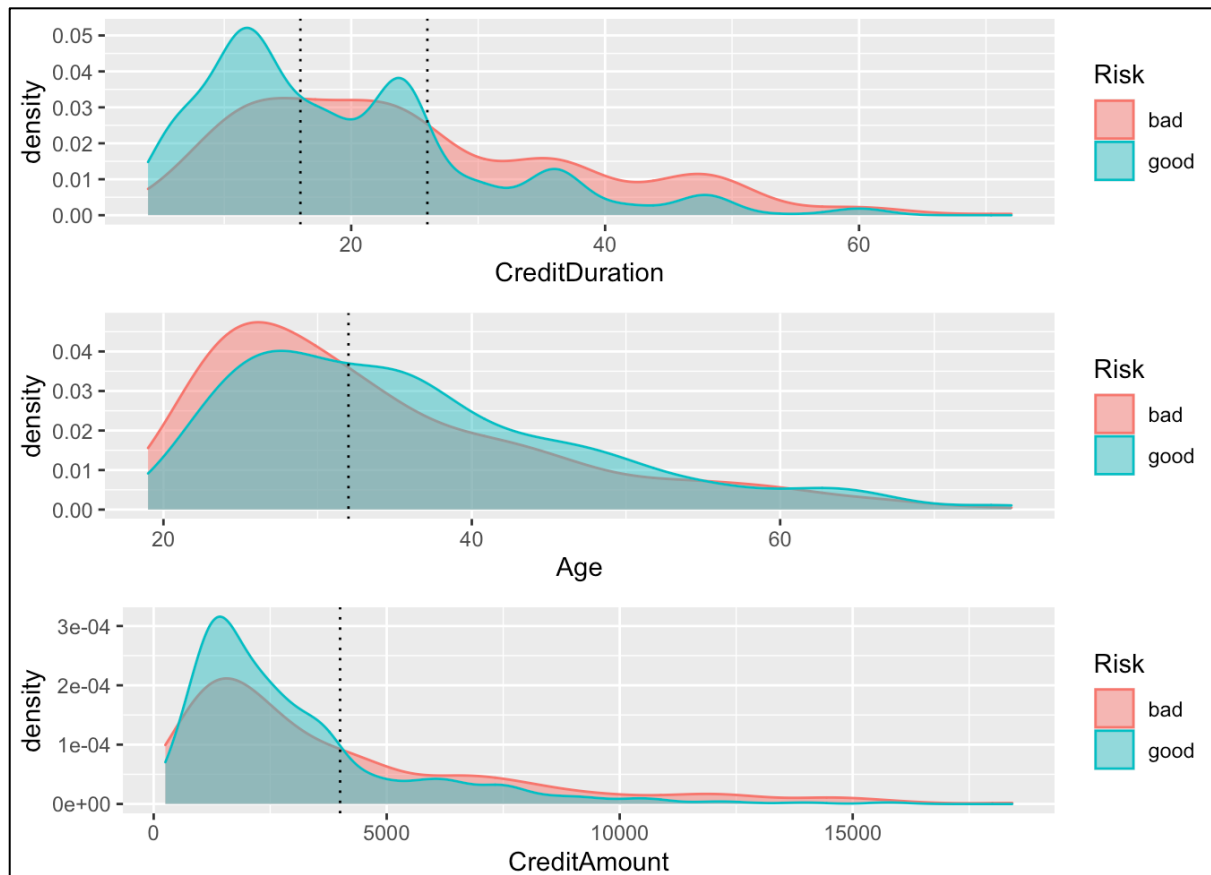 0.05
0.04
0.03
0.02
0.01
0.00
density
20
40
60
CreditDuration
Risk
bad
good
0.04
0.03
0.02
0.01
0.00
density
20
40
60
Age
Risk
bad
good
3e-04
2e-04
1e-04
0e+00
density
0
5000
10000
15000
CreditAmount
Risk
bad
good